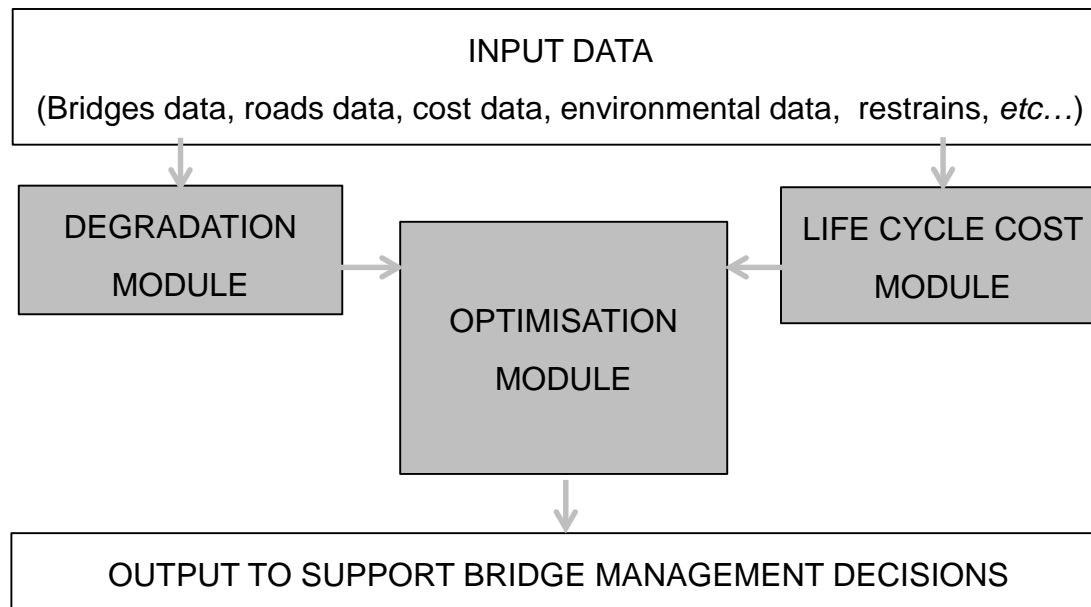 INPUT DATA
(Bridges data, roads data, cost data, environmental data, restrains, etc…)
DEGRADATION
MODULE
LIFE CYCLE COST
MODULE
OPTIMISATION
MODULE
OUTPUT TO SUPPORT BRIDGE MANAGEMENT DECISIONS